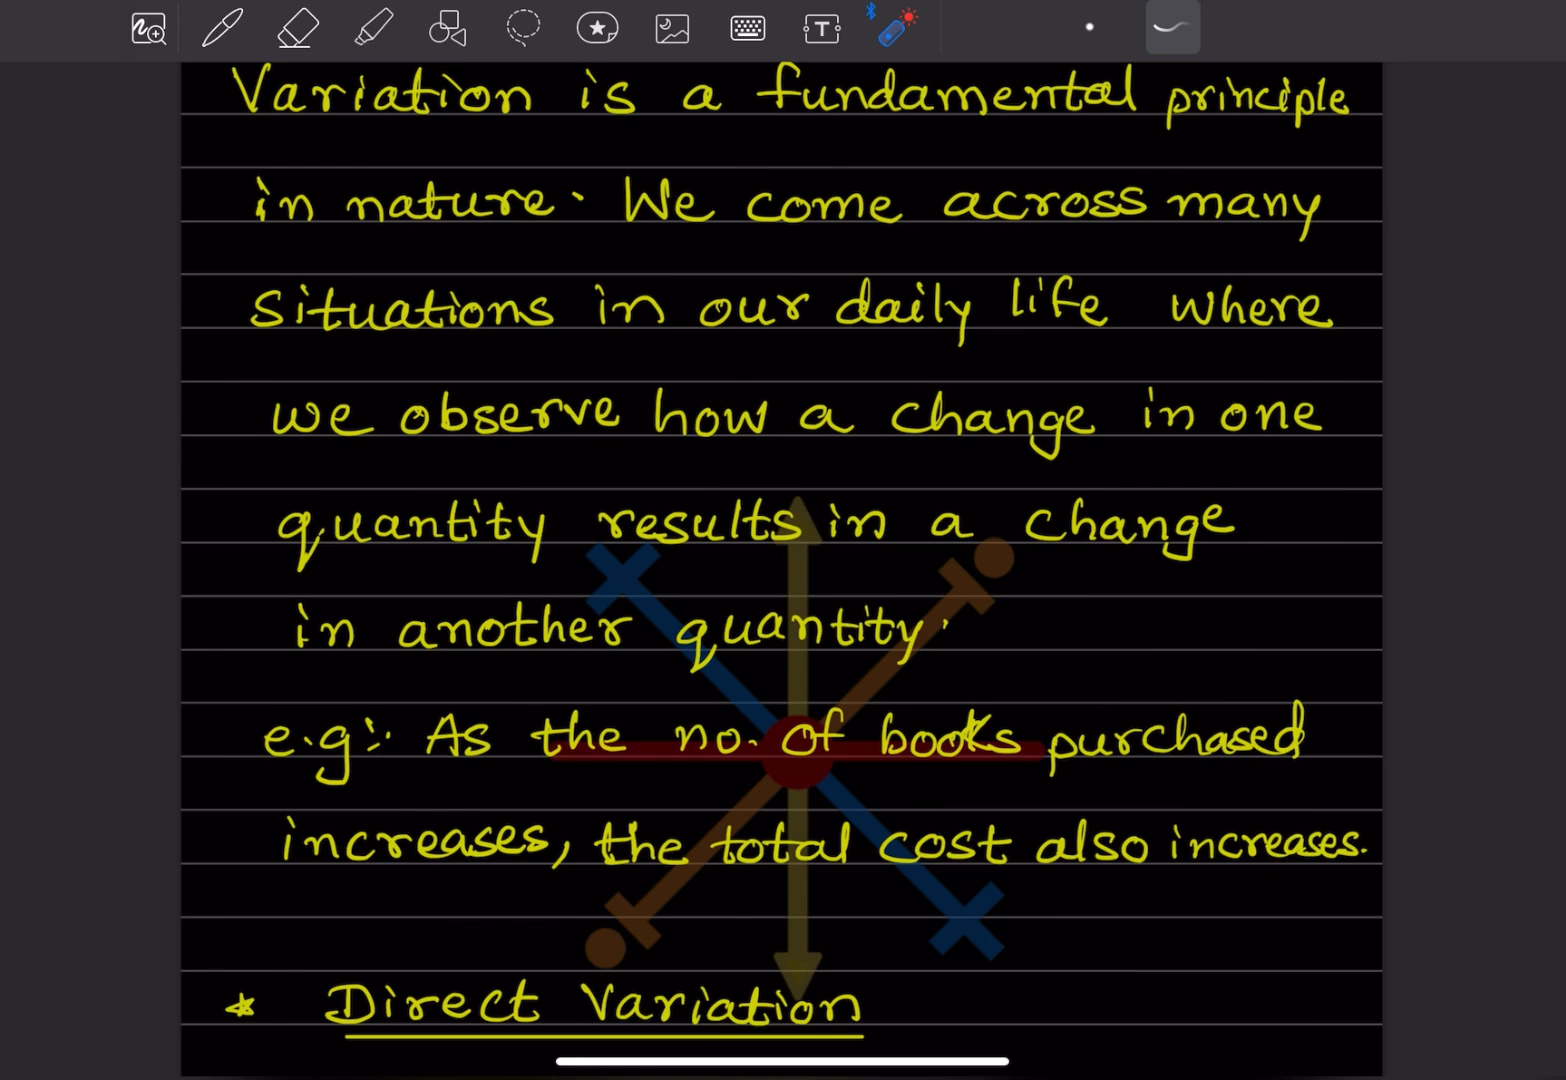 Variation is a fundamental principle
in nature. We come across many
situations in our daily life where
we observe how a change in one
quantity results in a change
in another quantity.
e.g:- As the no. of books purchased
increases, the total cost also increases.
* Direct Variation